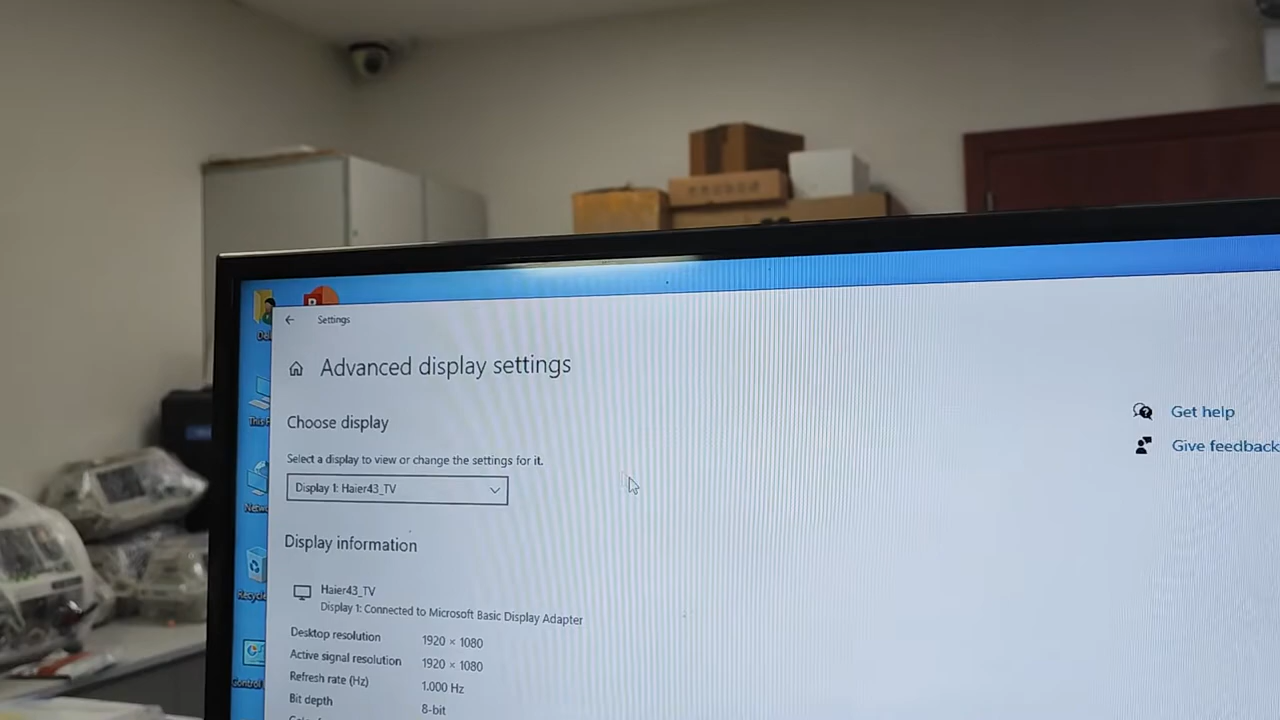 Settings
Advanced display settings
Choose display
Select a display to view or change the settings for it.
Display 1: Haier43_TV
Display information
Haier43_TV
Display 1: Connected to Microsoft Basic Display Adapter
Desktop resolution 1920 × 1080
Active signal resolution 1920 × 1080
Refresh rate (Hz) 1.000 Hz
Bit depth 8-bit
Get help
Give feedback
This
Control